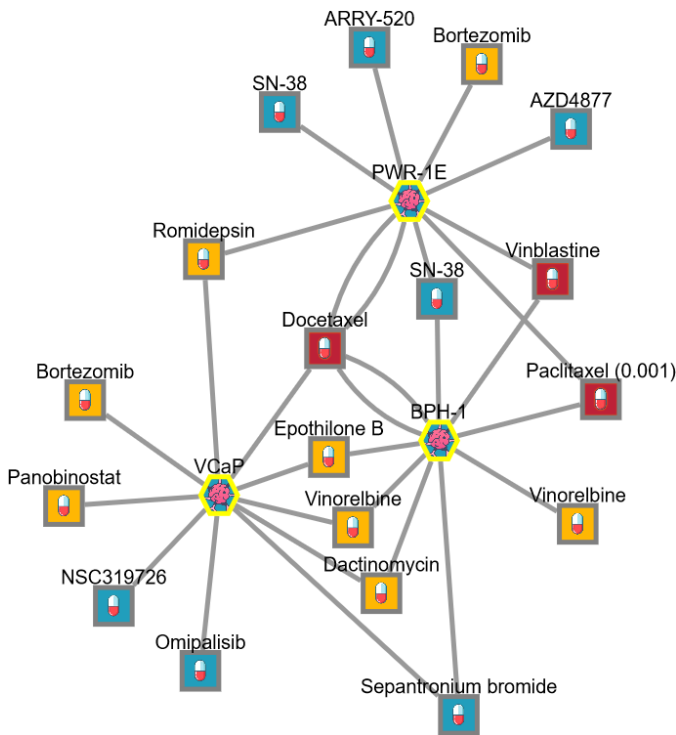 ARRY-520
Bortezomib
SN-38
AZD4877
PWR-1E
Romidepsin
Vinblastine
SN-38
Docetaxel
Bortezomib
Paclitaxel (0.001)
BPH-1
Epothilone B
VCaP
Panobinostat
Vinorelbine
Vinorelbine
Dactinomycin
NSC319726
Omipalisib
Sepantronium bromide